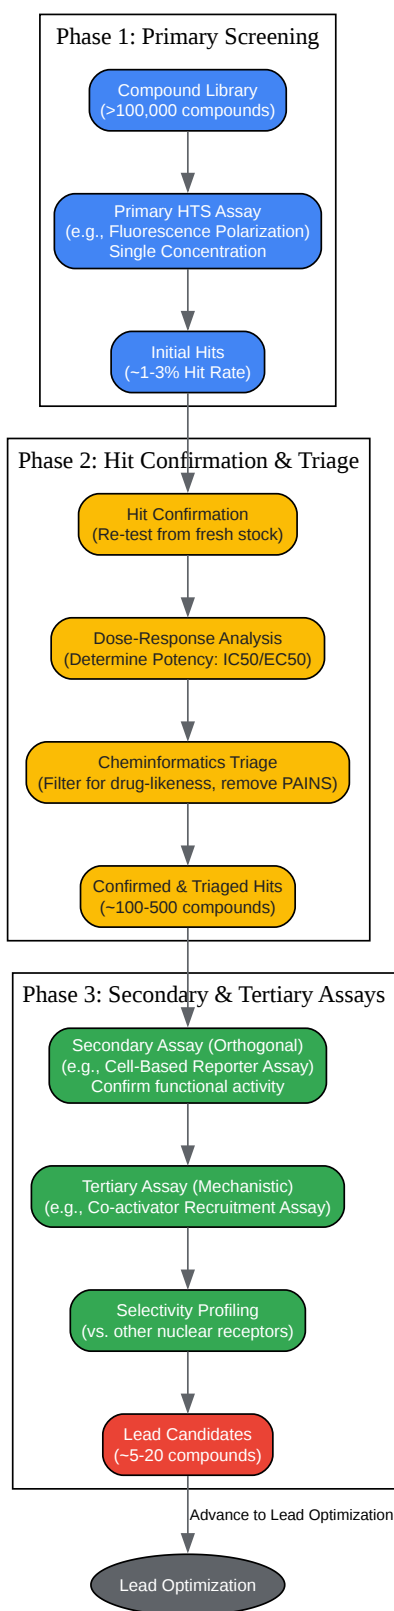 Phase 1: Primary Screening
Compound Library
(>100,000 compounds)
Primary HTS Assay
(e.g., Fluorescence Polarization)
Single Concentration
Initial Hits
(~1-3% Hit Rate)
Phase 2: Hit Confirmation & Triage
Hit Confirmation
(Re-test from fresh stock)
Dose-Response Analysis
(Determine Potency: IC50/EC50)
Cheminformatics Triage
(Filter for drug-likeness, remove PAINS)
Confirmed & Triaged Hits
(~100-500 compounds)
Phase 3: Secondary & Tertiary Assays
Secondary Assay (Orthogonal)
(e.g., Cell-Based Reporter Assay)
Confirm functional activity
Tertiary Assay (Mechanistic)
(e.g., Co-activator Recruitment Assay)
Selectivity Profiling
(vs. other nuclear receptors)
Lead Candidates
(~5-20 compounds)
Advance to Lead Optimization
Lead Optimization